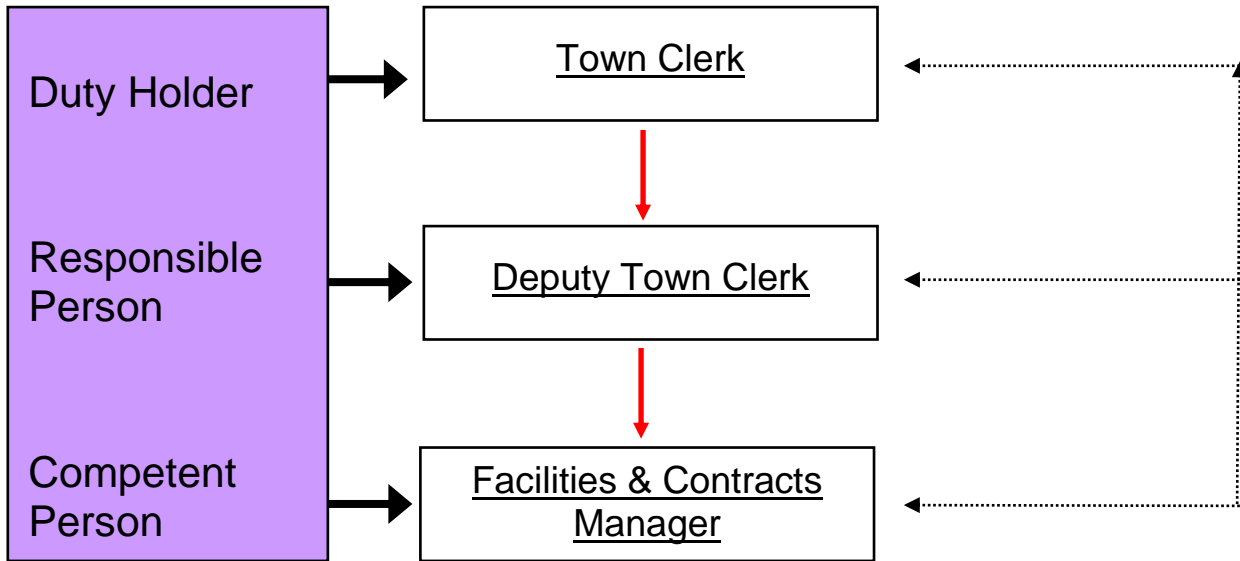 Duty Holder
Town Clerk
Responsible
Person
Deputy Town Clerk
Competent
Person
Facilities & Contracts
Manager